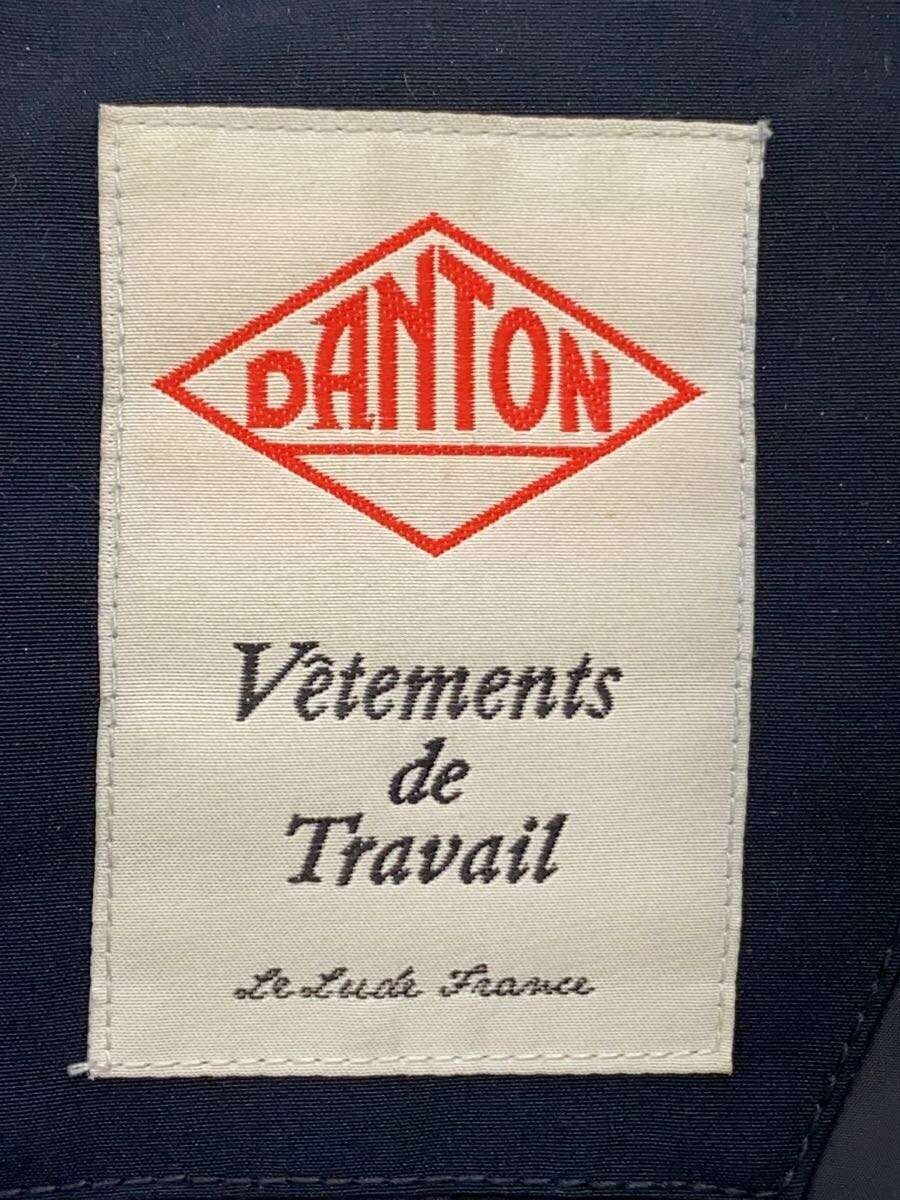 DANTON
Vêtements
de
Travail
Le Lude France